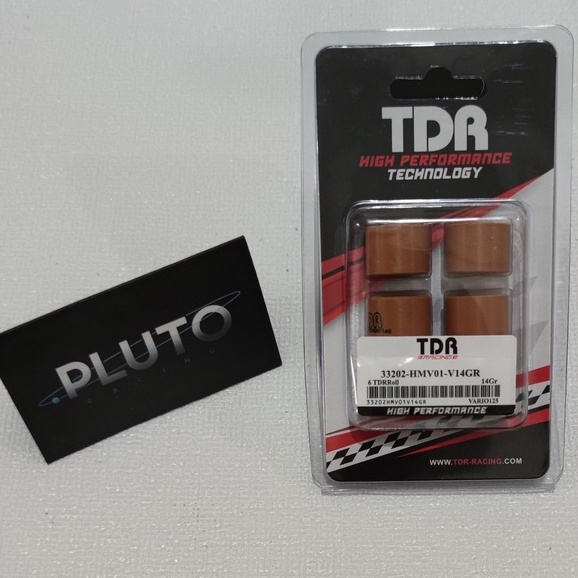 PLUTO
RACING
TDR
HIGH PERFORMANCE
TECHNOLOGY
TDR
RACING
33202-HMV01-V14GR
6 TDRRoll 14Gr
33202HMV01V14GR VARIO125
HIGH PERFORMANCE
WWW.TDR-RACING.COM